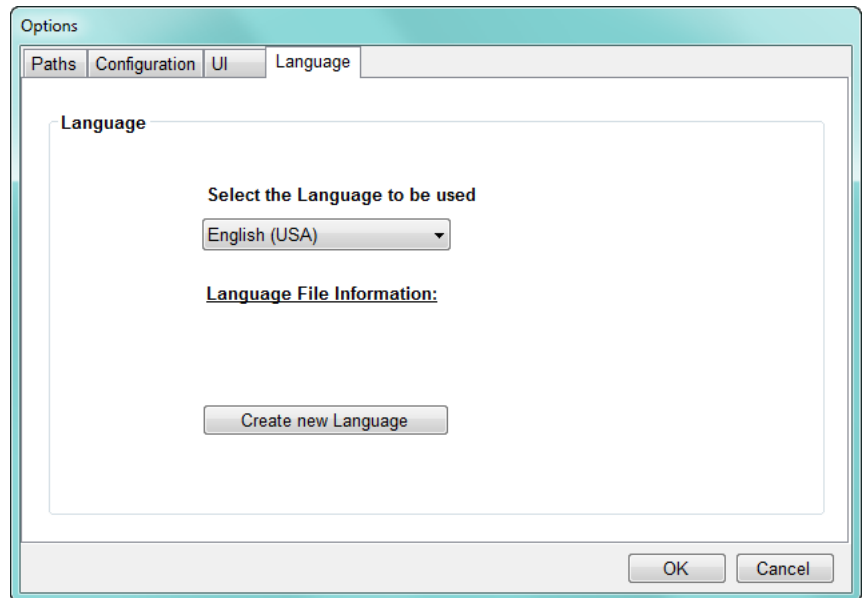 Options
Paths Configuration UI Language
Language
Select the Language to be used
English (USA)
Language File Information:
Create new Language
OK Cancel